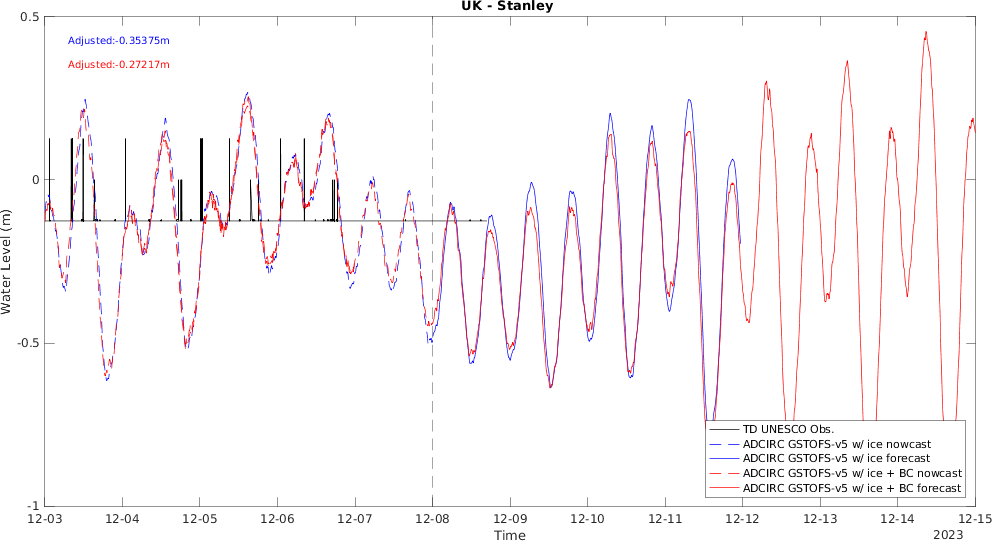 UK - Stanley
Adjusted:-0.35375m
Adjusted:-0.27217m
0.5
0
-0.5
-1
Water Level (m)
TD UNESCO Obs.
ADCIRC GSTOFS-v5 w/ ice nowcast
ADCIRC GSTOFS-v5 w/ ice forecast
ADCIRC GSTOFS-v5 w/ ice + BC nowcast
ADCIRC GSTOFS-v5 w/ ice + BC forecast
12-03 12-04 12-05 12-06 12-07 12-08 12-09 12-10 12-11 12-12 12-13 12-14 12-15
Time
2023